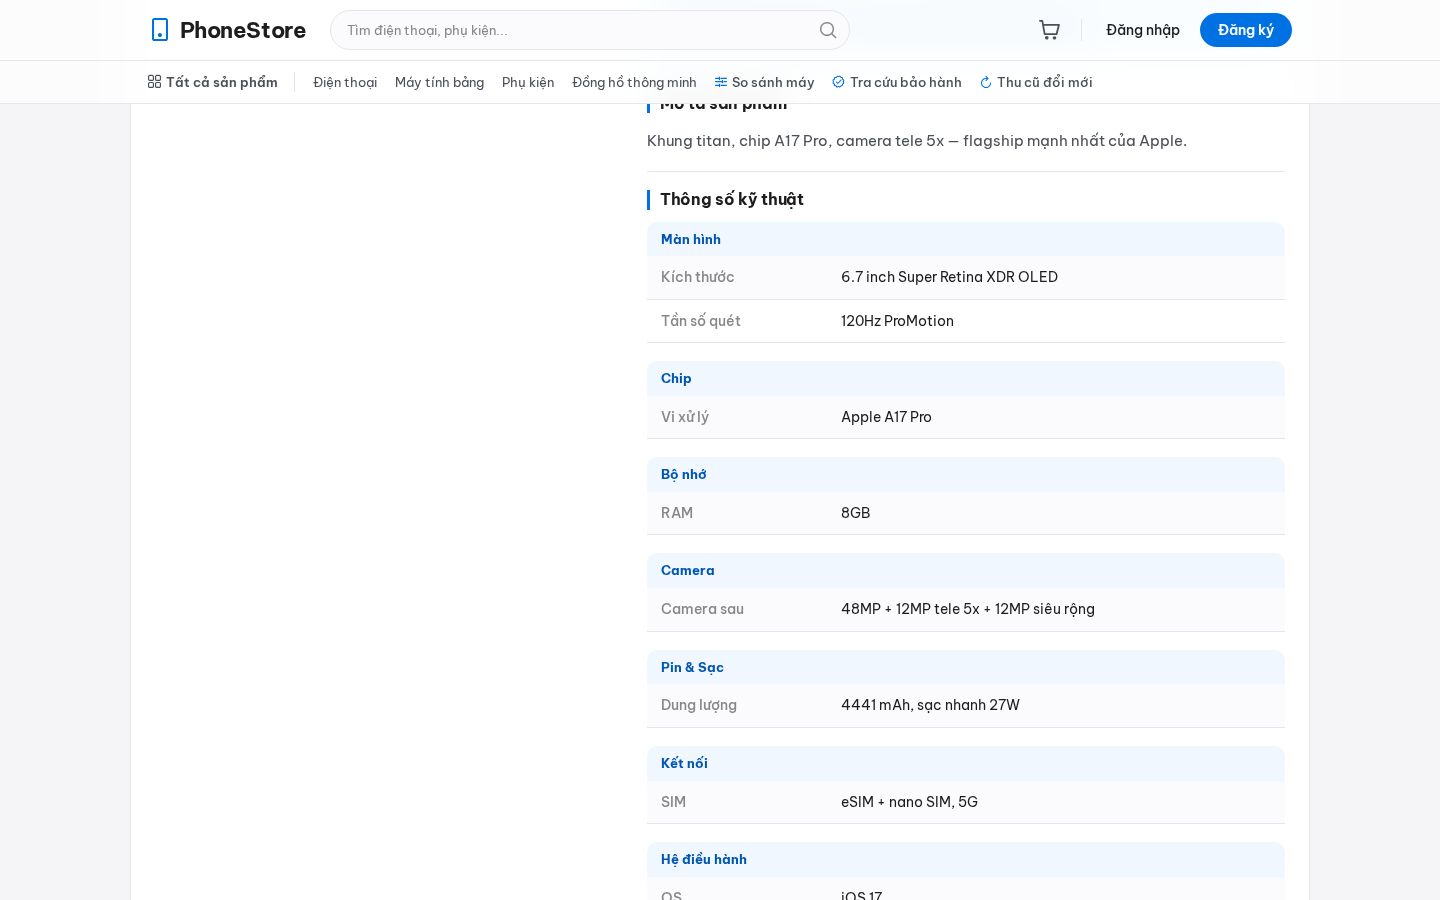 PhoneStore
Tìm điện thoại, phụ kiện...
Đăng nhập
Đăng ký
Tất cả sản phẩm
Điện thoại
Máy tính bảng
Phụ kiện
Đồng hồ thông minh
So sánh máy
Tra cứu bảo hành
Thu cũ đổi mới
Mô tả sản phẩm
Khung titan, chip A17 Pro, camera tele 5x — flagship mạnh nhất của Apple.
Thông số kỹ thuật
Màn hình
Kích thước 6.7 inch Super Retina XDR OLED
Tần số quét 120Hz ProMotion
Chip
Vi xử lý Apple A17 Pro
Bộ nhớ
RAM 8GB
Camera
Camera sau 48MP + 12MP tele 5x + 12MP siêu rộng
Pin & Sạc
Dung lượng 4441 mAh, sạc nhanh 27W
Kết nối
SIM eSIM + nano SIM, 5G
Hệ điều hành
OS iOS 17